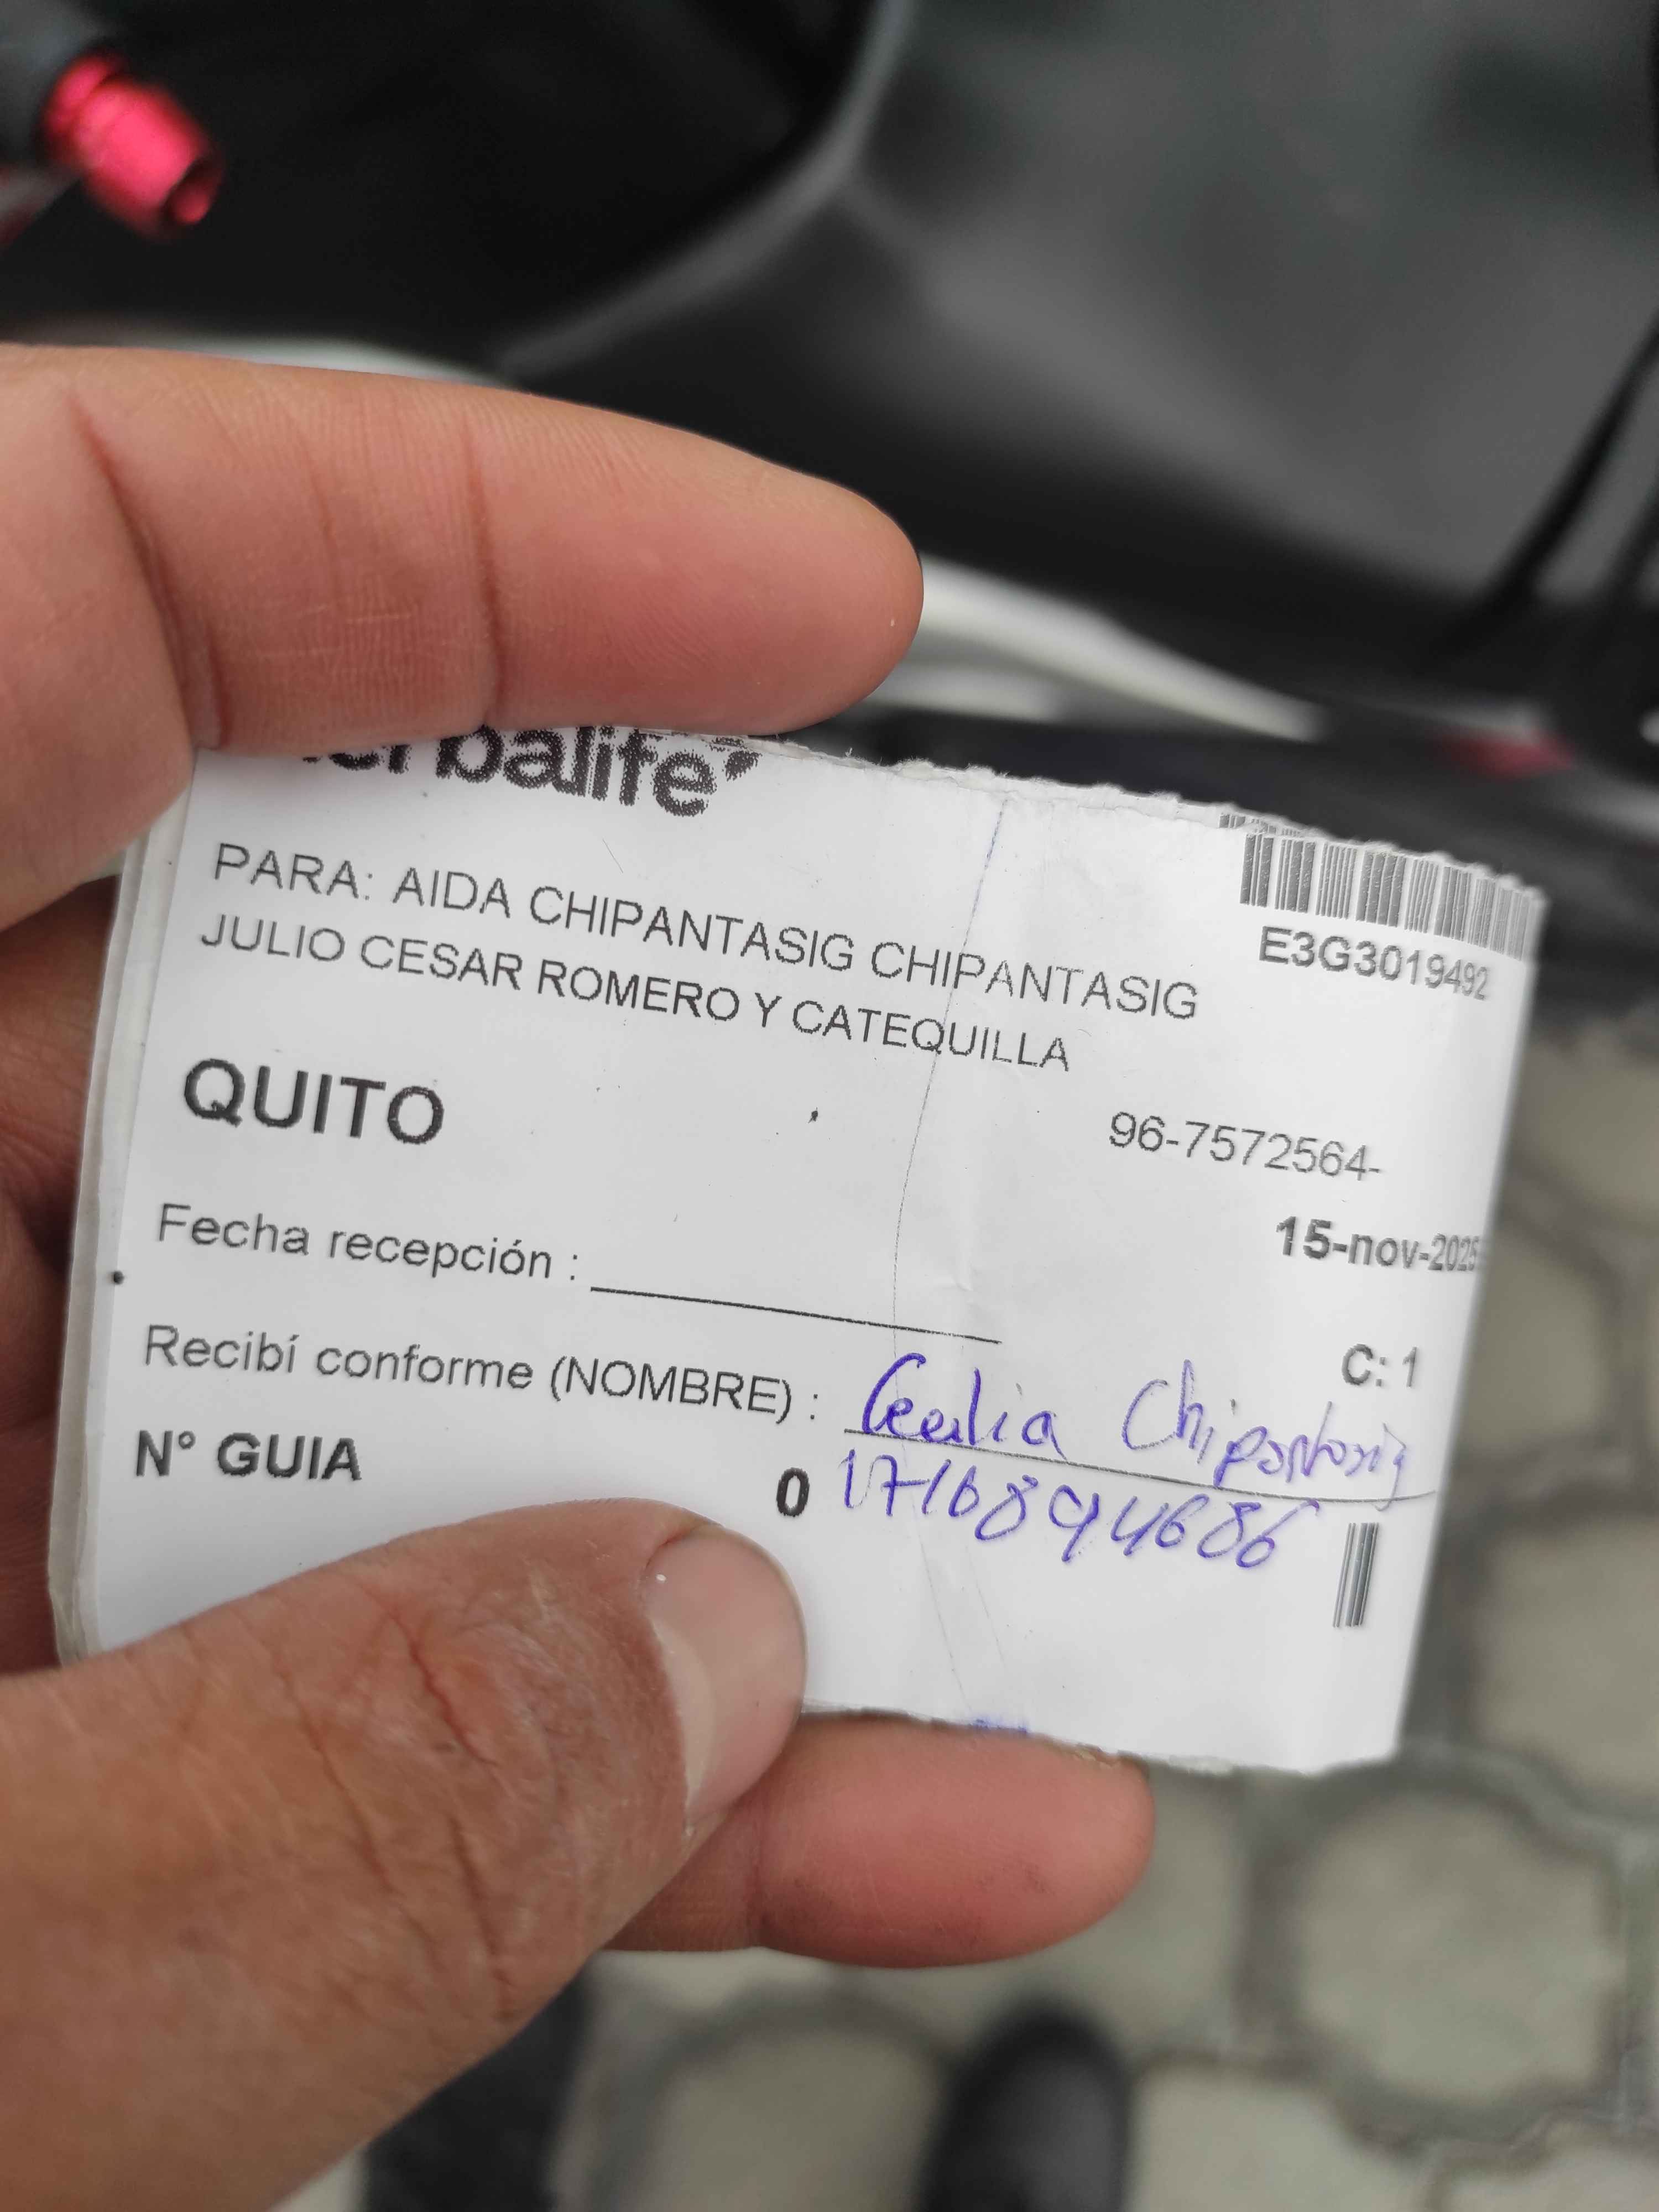 Herbalife
E3G3019492
PARA: AIDA CHIPANTASIG CHIPANTASIG
JULIO CESAR ROMERO Y CATEQUILLA
QUITO
96-7572564-
15-nov-2025
Fecha recepción :
C: 1
Recibí conforme (NOMBRE) : Cecilia Chipantasig
N° GUIA 0
1716894686